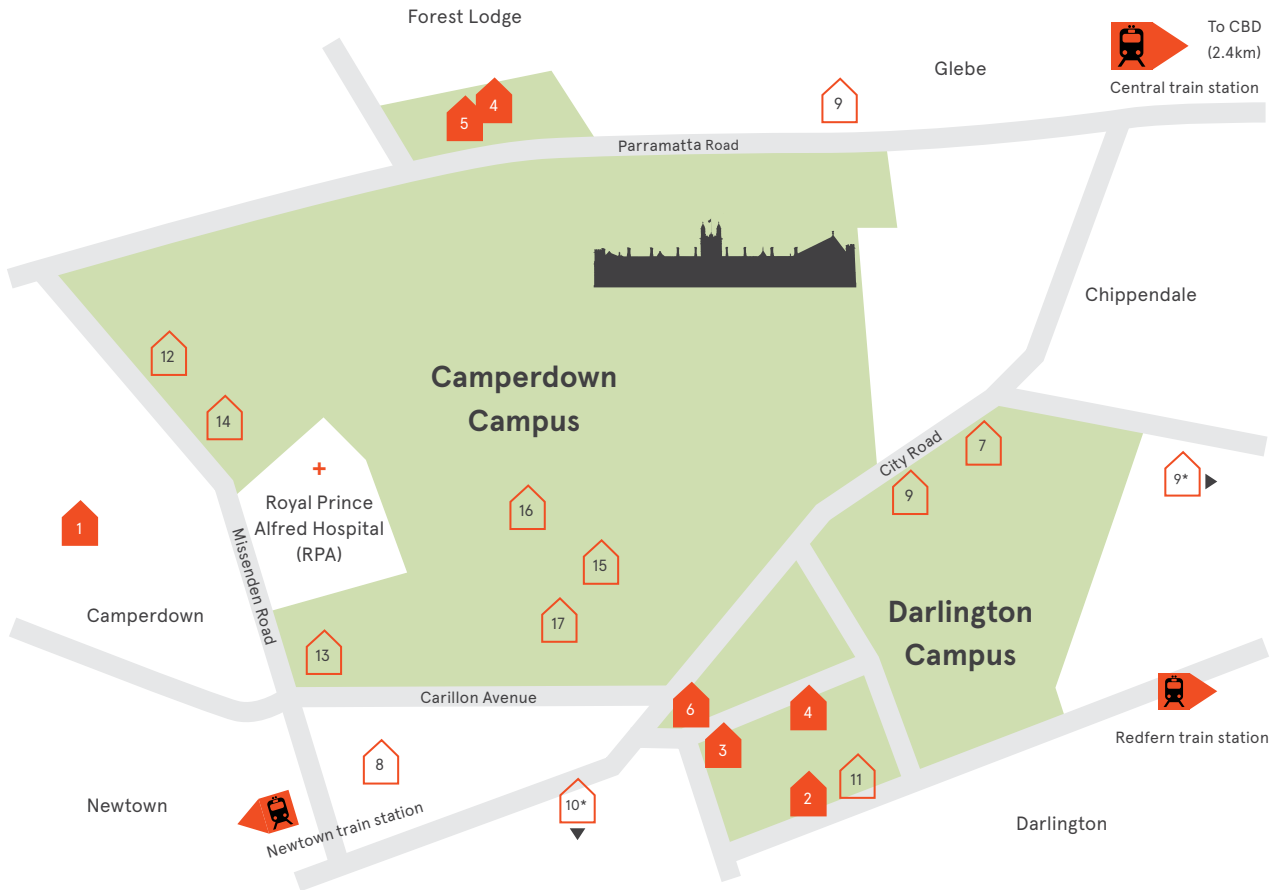 Forest Lodge
To CBD
(2.4km)
Glebe
Central train station
4
5
9
Parramatta Road
Chippendale
12
14
Camperdown
Campus
City Road
7
9
9*
Royal Prince
Alfred Hospital
(RPA)
16
15
17
1
Missenden Road
Camperdown
13
Darlington
Campus
Carillon Avenue
6
4
3
Redfern train station
8
11
2
10*
Newtown
Newtown train station
Darlington